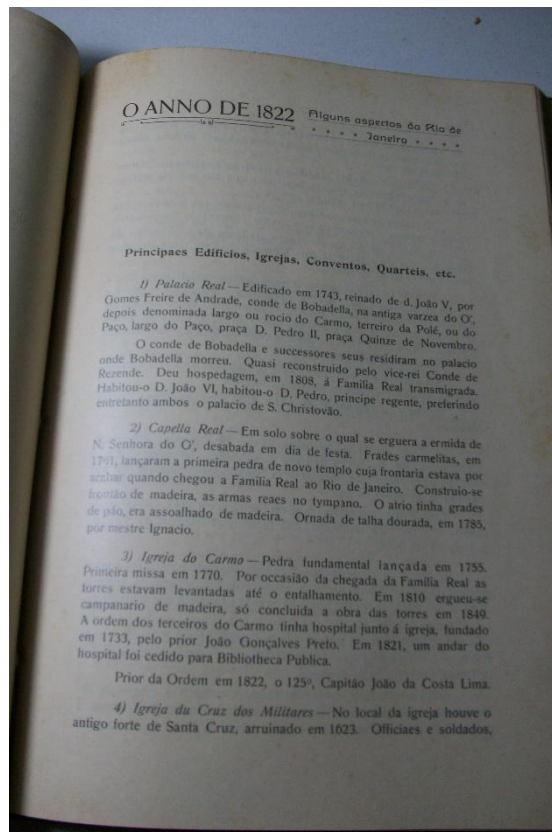 O ANNO DE 1822
Alguns aspectos do Rio de
Janeiro
Principaes Edificios, Igrejas, Conventos, Quarteis, etc.
1) Palacio Real — Edificado em 1743, reinado de d. João V, por
Gomes Freire de Andrade, conde de Bobadella, na antiga varzea do O',
depois denominada largo ou rocio do Carmo, terreiro da Polé, ou do
Paço, largo do Paço, praça D. Pedro II, praça Quinze de Novembro.
O conde de Bobadella e successores seus residiram no palacio
onde Bobadella morreu. Quasi reconstruido pelo vice-rei Conde de
Rezende. Deu hospedagem, em 1808, á Familia Real transmigrada.
Habitou-o D. João VI, habitou-o D. Pedro, principe regente, preferindo
entretanto ambos o palacio de S. Christovão.
2) Capella Real — Em solo sobre o qual se erguera a ermida de
N. Senhora do O', desabada em dia de festa. Frades carmelitas, em
lançaram a primeira pedra de novo templo cuja frontaria estava por
acabar quando chegou a Familia Real ao Rio de Janeiro. Construio-se
frontão de madeira, as armas reaes no tympano. O atrio tinha grades
de pão, era assoalhado de madeira. Ornada de talha dourada, em 1785,
por mestre Ignacio.
3) Igreja do Carmo — Pedra fundamental lançada em 1755.
Primeira missa em 1770. Por occasião da chegada da Familia Real as
torres estavam levantadas até o entalhamento. Em 1810 ergueu-se
campanario de madeira, só concluida a obra das torres em 1849.
A ordem dos terceiros do Carmo tinha hospital junto á igreja, fundado
em 1733, pelo prior João Gonçalves Preto. Em 1821, um andar do
hospital foi cedido para Bibliotheca Publica.
Prior da Ordem em 1822, o 125º, Capitão João da Costa Lima.
4) Igreja du Cruz dos Militares — No local da igreja houve o
antigo forte de Santa Cruz, arruinado em 1623. Officiaes e soldados,